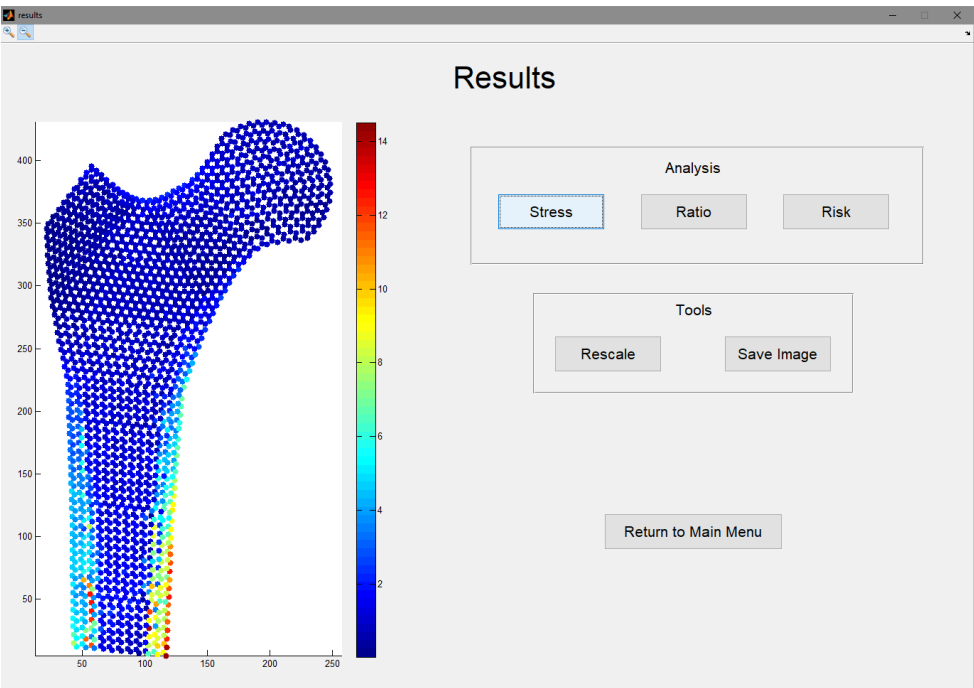 results
Results
Analysis
Stress Ratio Risk
Tools
Rescale Save Image
Return to Main Menu
400
350
300
250
200
150
100
50
50 100 150 200 250
14
12
10
8
6
4
2